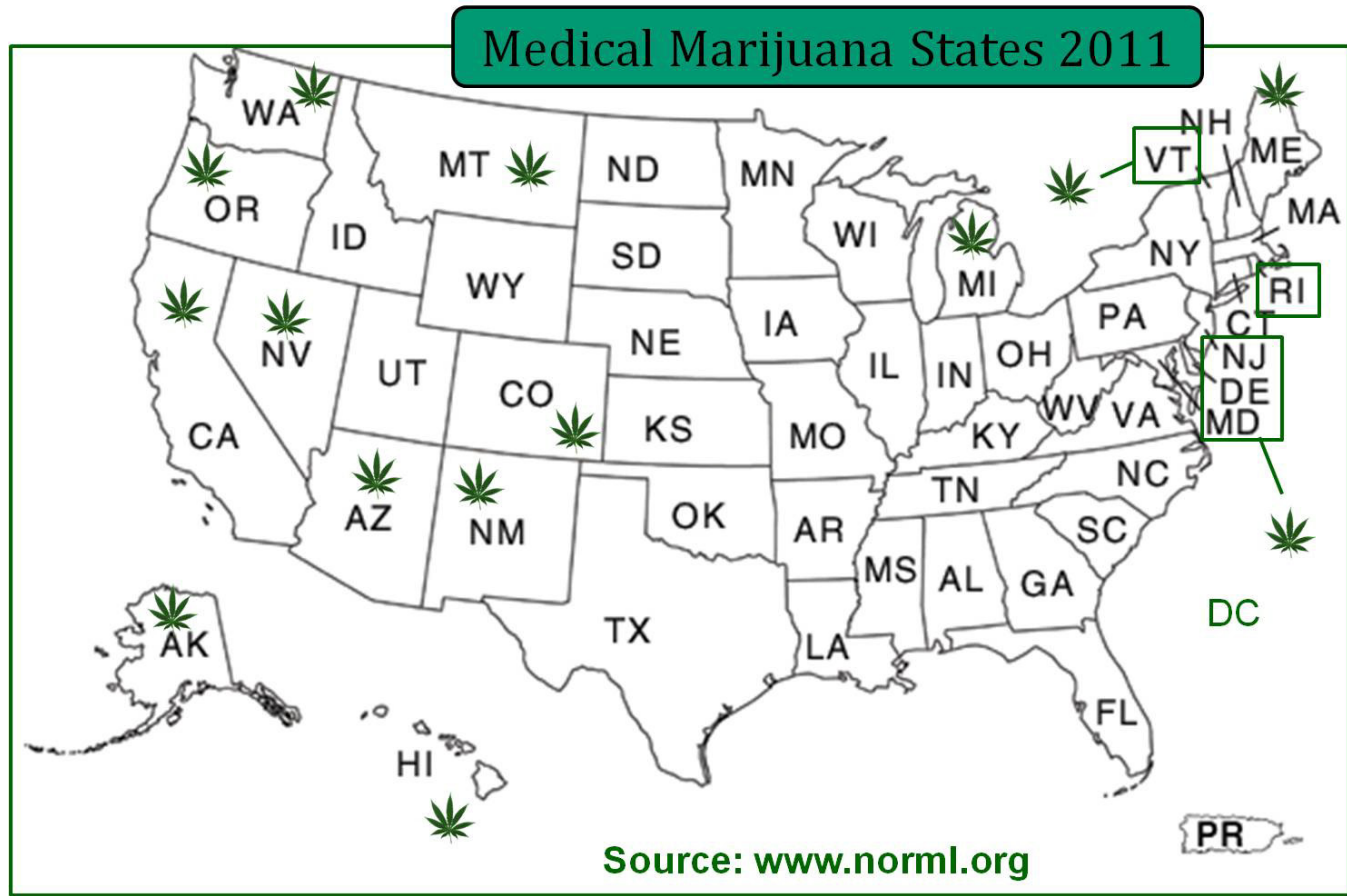 Medical Marijuana States 2011
WA
MT
ND
MN
NH
VT
ME
OR
ID
SD
WI
MI
NY
MA
WY
RI
NV
UT
CO
NE
IA
IL
IN
OH
PA
CT
NJ
DE
MD
CA
KS
MO
KY
WV
VA
AZ
NM
OK
AR
TN
NC
SC
MS
AL
GA
DC
AK
TX
LA
FL
HI
PR
Source: www.norml.org